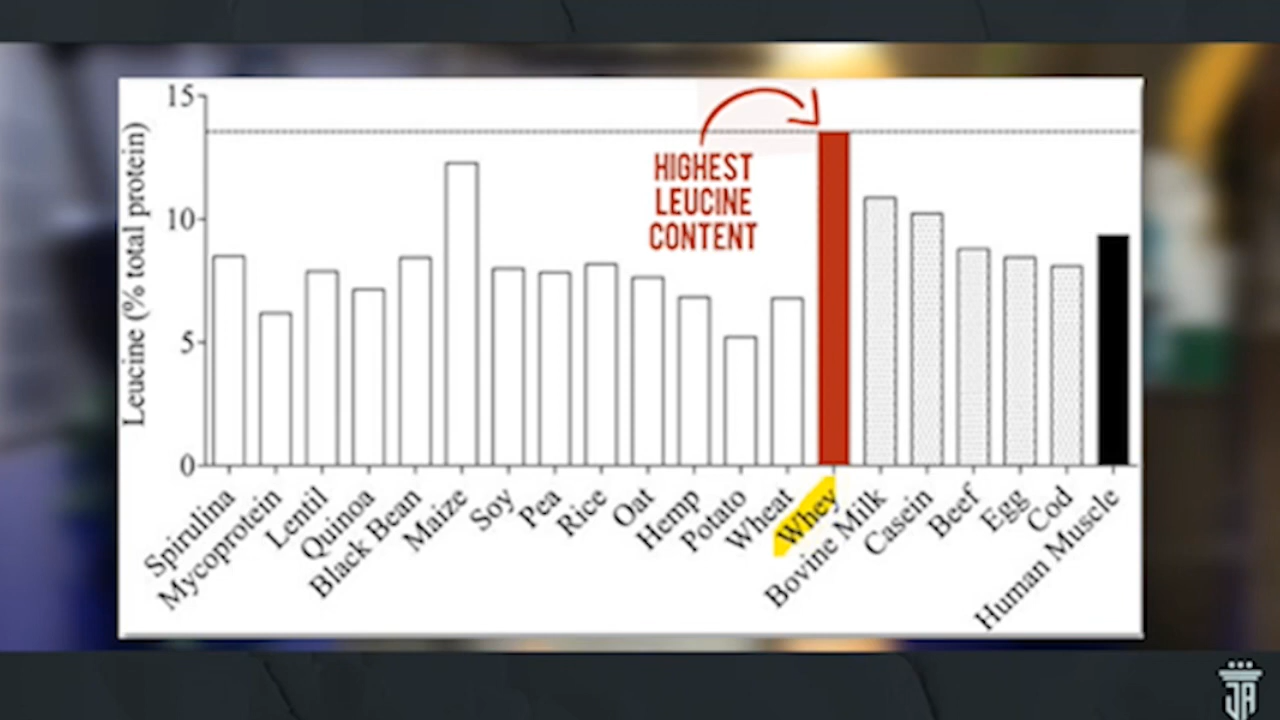 Leucine (% total protein)
15
10
5
0
HIGHEST
LEUCINE
CONTENT
Spirulina
Mycoprotein
Lentil
Quinoa
Black Bean
Maize
Soy
Pea
Rice
Oat
Hemp
Potato
Wheat
Whey
Bovine Milk
Casein
Beef
Egg
Cod
Human Muscle
JA